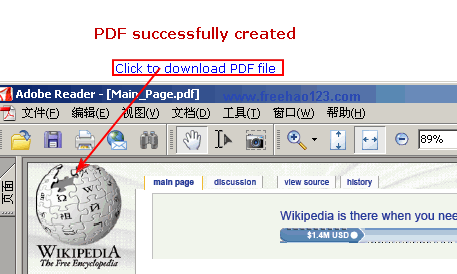 PDF successfully created
Click to download PDF file
Adobe Reader - [Main_Page.pdf]
www.freehao123.com
文件(F) 编辑(E) 视图(V) 文档(D) 工具(T) 窗口(W) 帮助(H)
89%
页面
main page discussion view source history
Wikipedia is there when you nee
$1.4M USD
WIKIPEDIA
The Free Encyclopedia